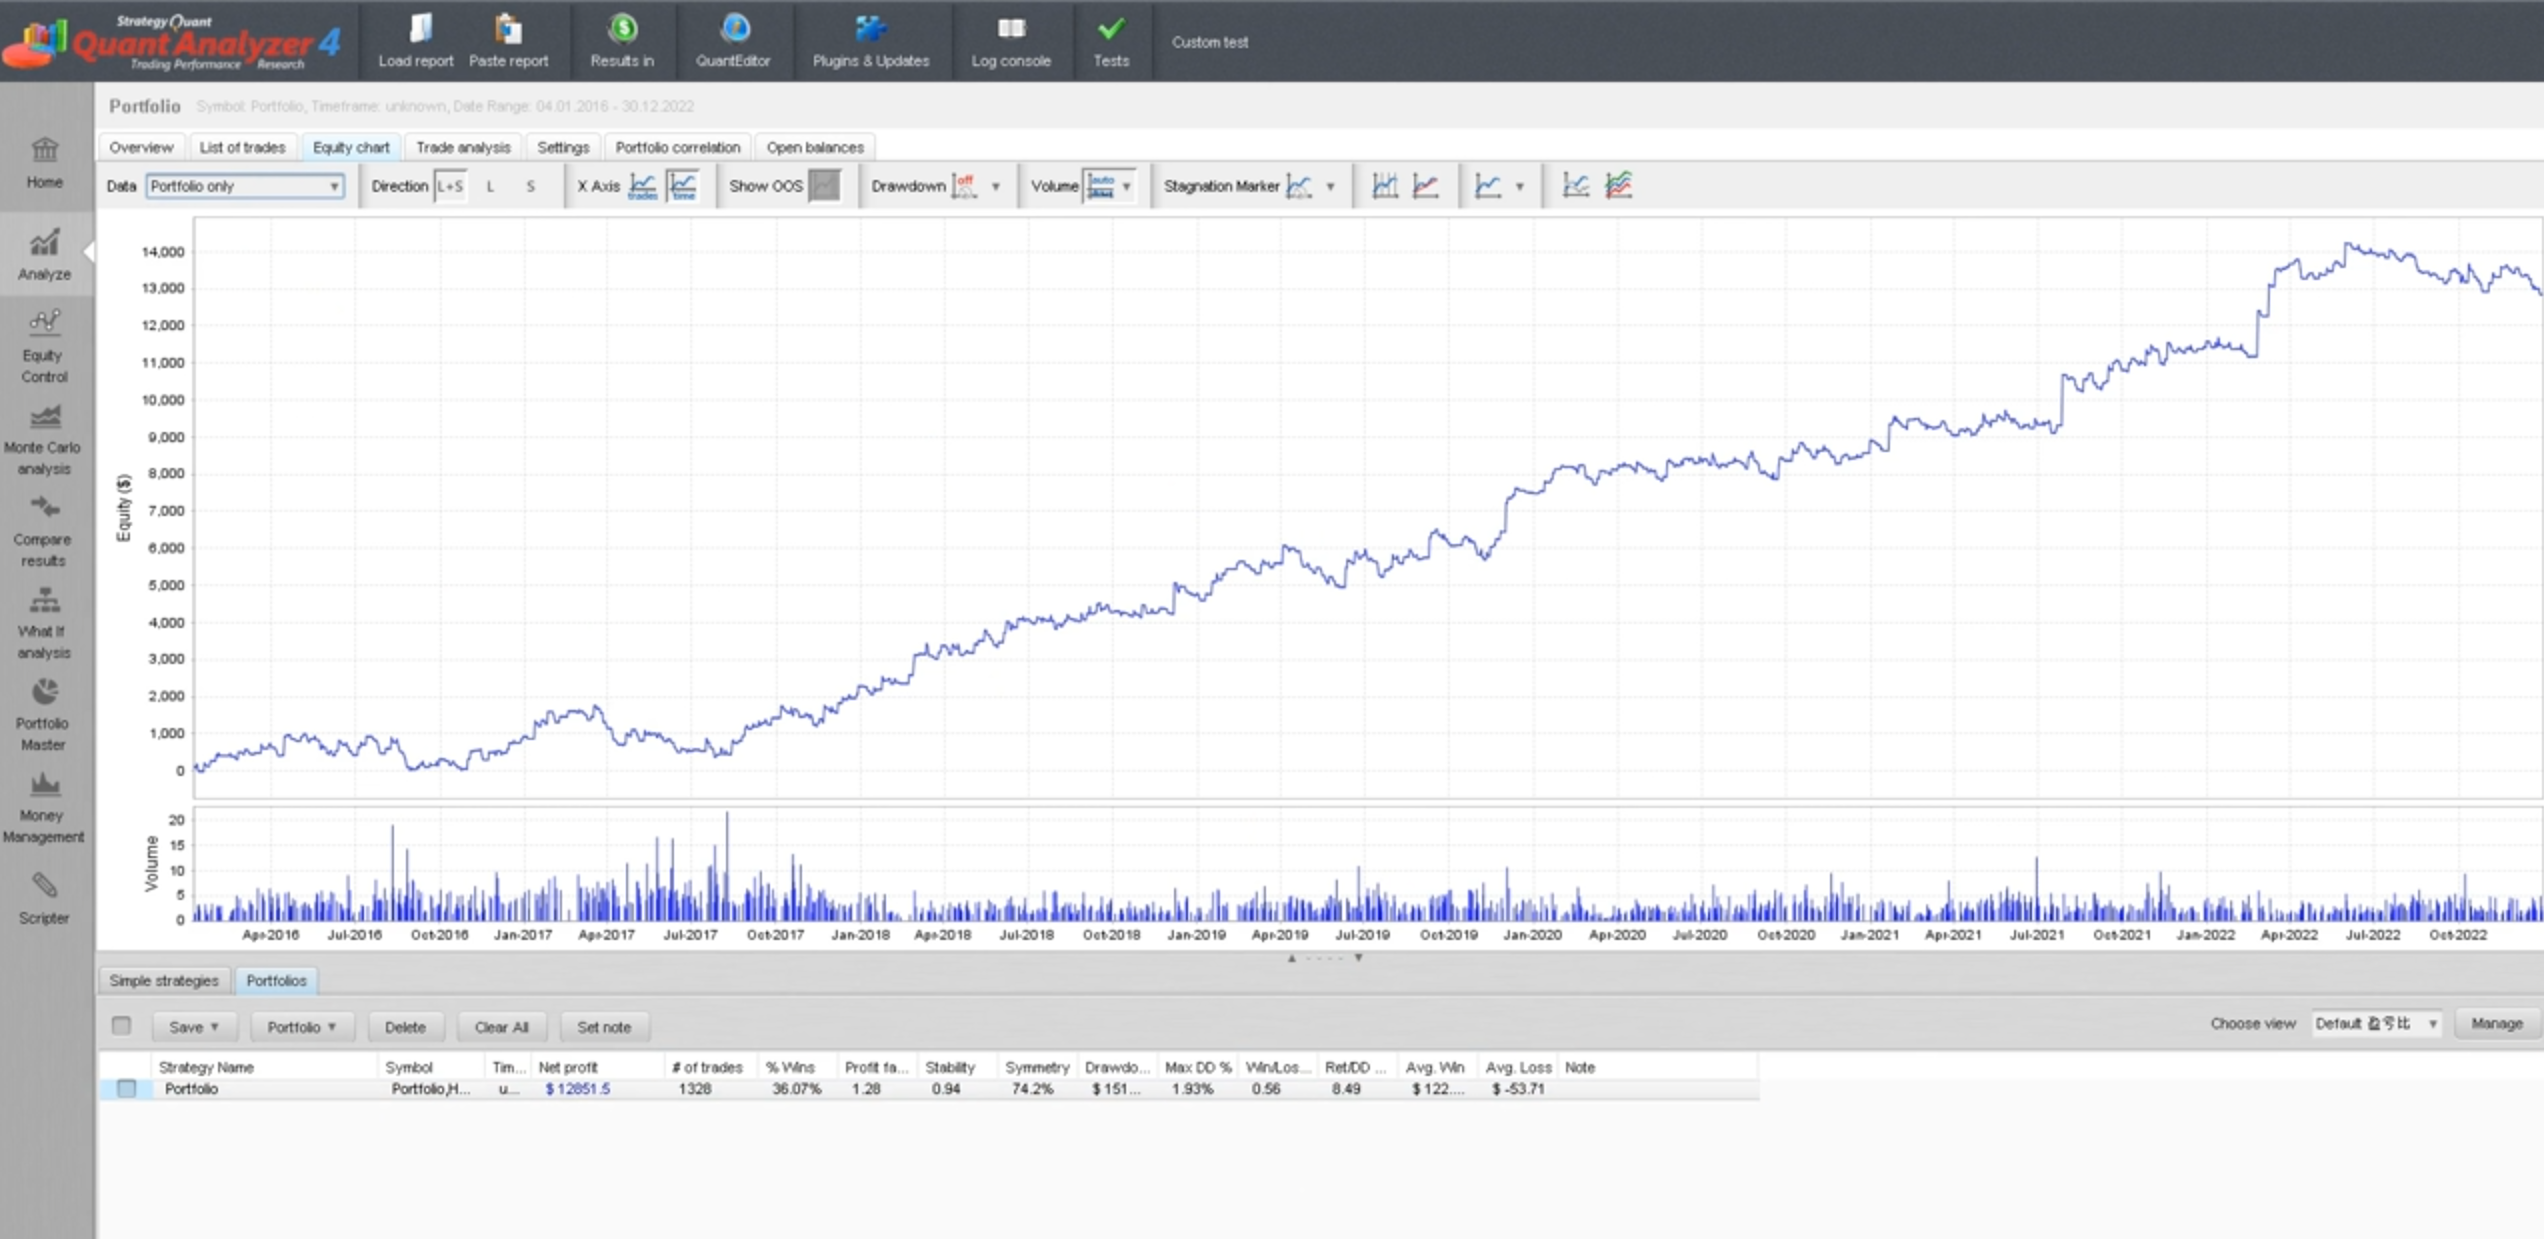 Strategy Quant
QuantAnalyzer 4
Trading Performance Research
Load report
Paste report
Results in
QuantEditor
Plugins & Updates
Log console
Tests
Custom test
Portfolio Symbol: Portfolio, Timeframe: unknown, Date Range: 04.01.2016 - 30.12.2022
Overview
List of trades
Equity chart
Trade analysis
Settings
Portfolio correlation
Open balances
Data Portfolio only
Direction L+S L S
X Axis trades time
Show OOS
Drawdown off
Volume auto
Stagnation Marker
Home
Analyze
Equity
Control
Monte Carlo
analysis
Compare
results
What If
analysis
Portfolio
Master
Money
Management
Scripter
Equity ($)
14,000
13,000
12,000
11,000
10,000
9,000
8,000
7,000
6,000
5,000
4,000
3,000
2,000
1,000
0
Volume
20
15
10
5
0
Apr-2016 Jul-2016 Oct-2016 Jan-2017 Apr-2017 Jul-2017 Oct-2017 Jan-2018 Apr-2018 Jul-2018 Oct-2018 Jan-2019 Apr-2019 Jul-2019 Oct-2019 Jan-2020 Apr-2020 Jul-2020 Oct-2020 Jan-2021 Apr-2021 Jul-2021 Oct-2021 Jan-2022 Apr-2022 Jul-2022 Oct-2022
Simple strategies
Portfolios
Save
Portfolio
Delete
Clear All
Set note
Choose view Default 盈亏比
Manage
Strategy Name Symbol Tim... Net profit # of trades % Wins Profit fa... Stability Symmetry Drawdo... Max DD % Win/Los... Ret/DD ... Avg. Win Avg. Loss Note
Portfolio Portfolio,H... u... $ 12851.5 1328 36.07% 1.28 0.94 74.2% $ 151... 1.93% 0.56 8.49 $ 122.... $ -53.71